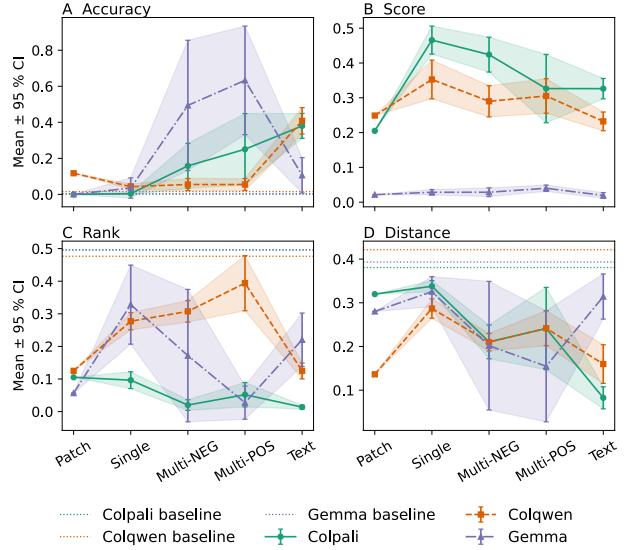 A Accuracy
B Score
Mean ± 95 % CI
0.8
0.6
0.4
0.2
0.0
0.5
0.4
0.3
0.2
0.1
0.0
C Rank
D Distance
Mean ± 95 % CI
0.5
0.4
0.3
0.2
0.1
0.0
0.4
0.3
0.2
0.1
Patch
Single
Multi-NEG
Multi-POS
Text
Patch
Single
Multi-NEG
Multi-POS
Text
Colpali baseline
Gemma baseline
Colqwen
Colqwen baseline
Colpali
Gemma